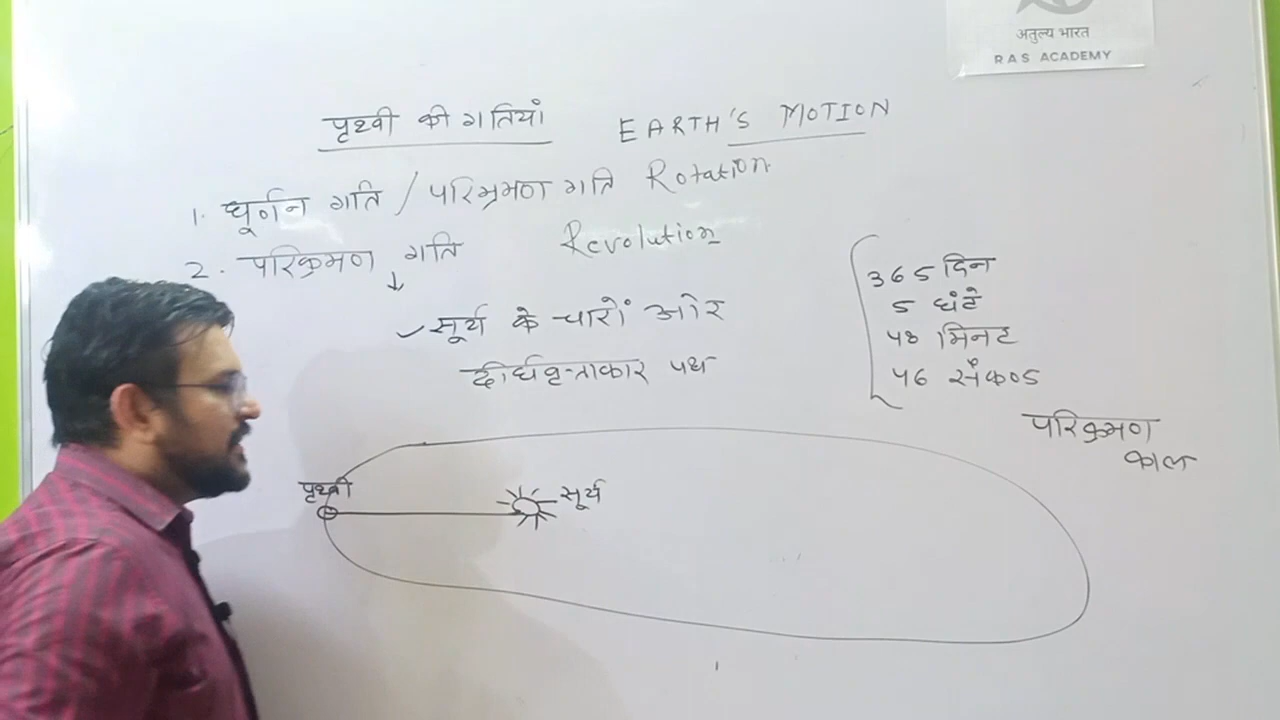 अतुल्य भारत
RAS ACADEMY
पृथ्वी की गतियां EARTH'S MOTION
1. घूर्णन गति / परिभ्रमण गति Rotation
2. परिक्रमण गति Revolution
सूर्य के चारों ओर
दीर्घवृत्ताकार पथ
365 दिन
5 घंटे
48 मिनट
46 सेंकण्ड
परिक्रमण
काल
पृथ्वी
सूर्य